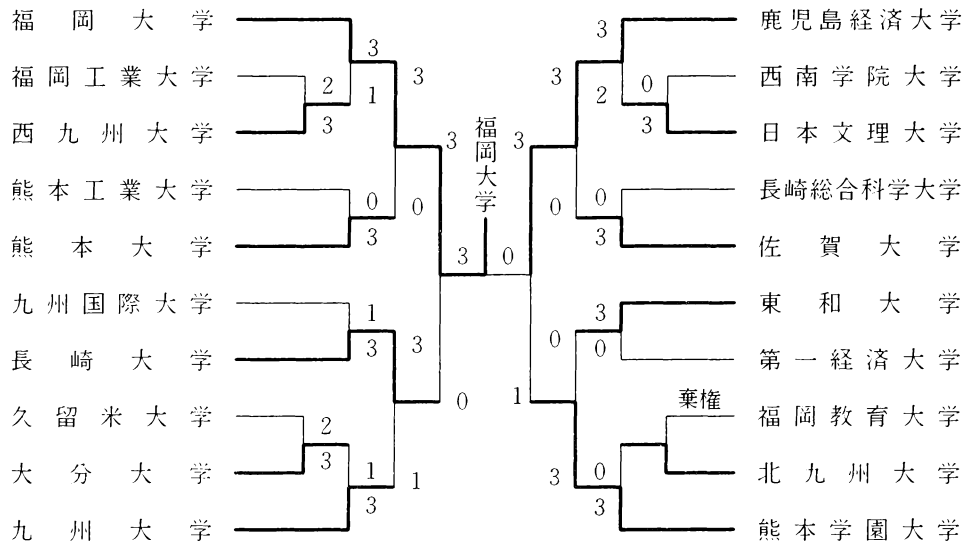 福岡大学
3
福岡工業大学
2
1
3
西九州大学
3
3
熊本工業大学
0
0
熊本大学
3
九州国際大学
1
長崎大学
3
3
0
久留米大学
2
大分大学
3
1
1
九州大学
3
福岡大学
3
0
鹿児島経済大学
3
西南学院大学
3
2
0
日本文理大学
3
3
長崎総合科学大学
0
0
佐賀大学
3
東和大学
3
第一経済大学
0
0
1
棄権
福岡教育大学
北九州大学
3
0
熊本学園大学
3